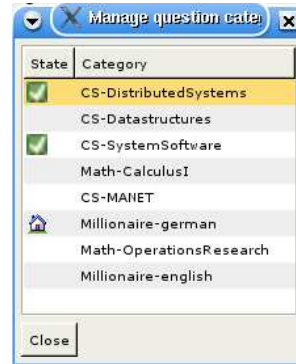 Manage question cate
State Category
CS-DistributedSystems
CS-Datastructures
CS-SystemSoftware
Math-CalculusI
CS-MANET
Millionaire-german
Math-OperationsResearch
Millionaire-english
Close